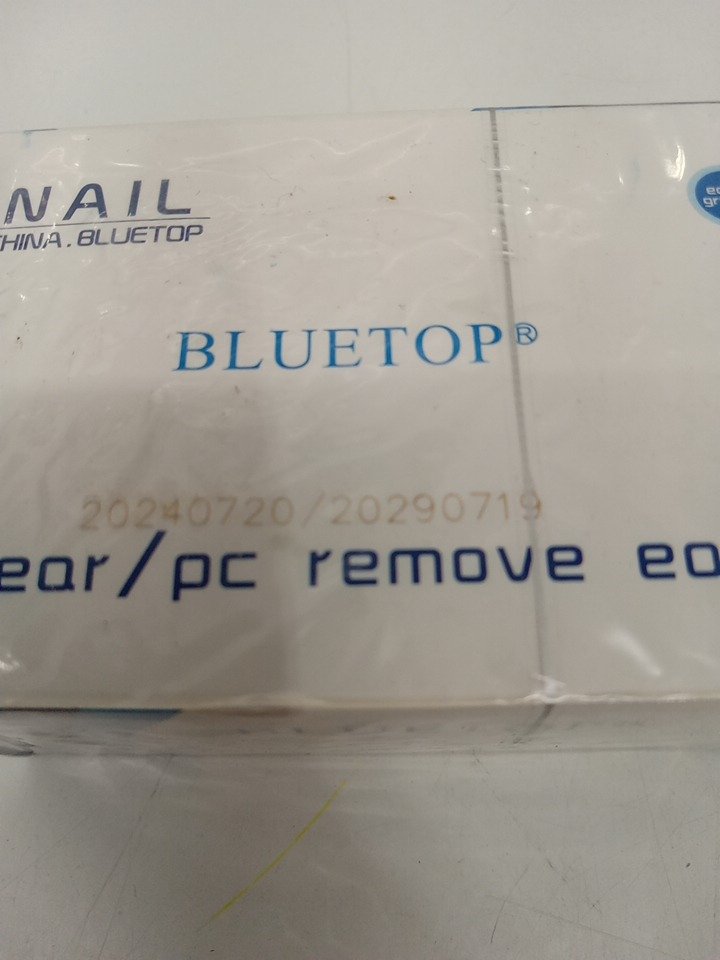 NAIL
CHINA.BLUETOP
BLUETOP®
20240720/20290719
ear/pc remove ea